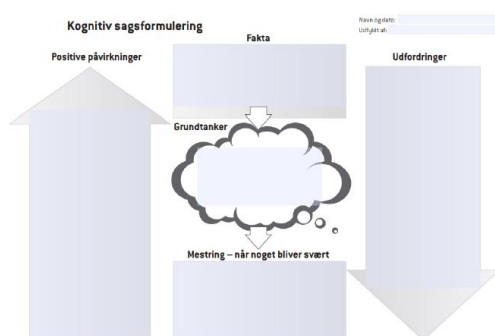 Kognitiv sagsformulering
Navn og dato:
Udfyldt af:
Fakta
Positive påvirkninger
Udfordringer
Grundtanker
Mestring – når noget bliver svært